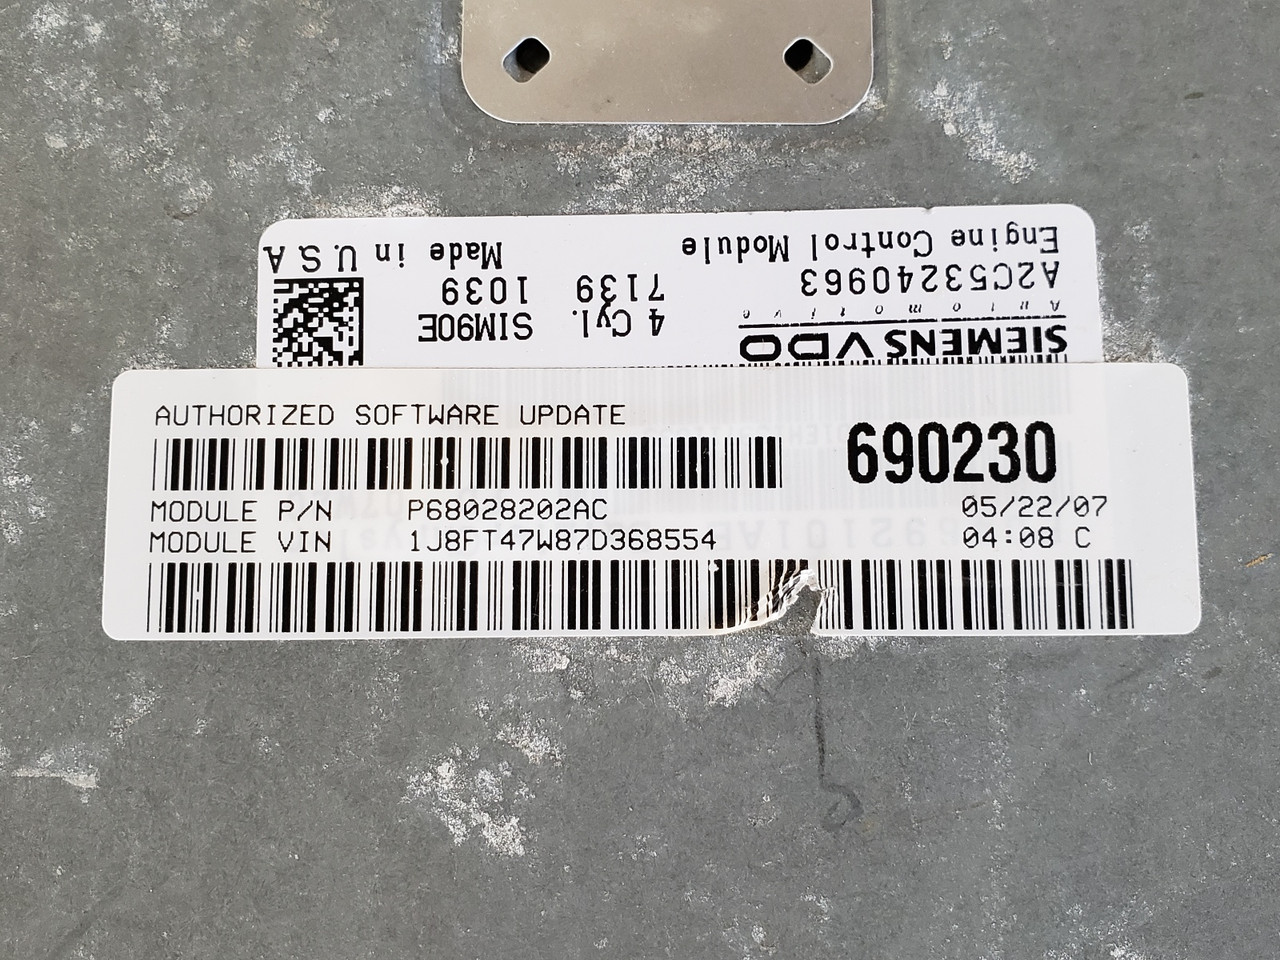 SIEMENS VDO
Automotive
A2C53240963
Engine Control Module
4 Cyl. SIM90E
7139 1039
Made in U.S.A
AUTHORIZED SOFTWARE UPDATE
690230
MODULE P/N P68028202AC 05/22/07
MODULE VIN 1J8FT47W87D368554 04:08 C